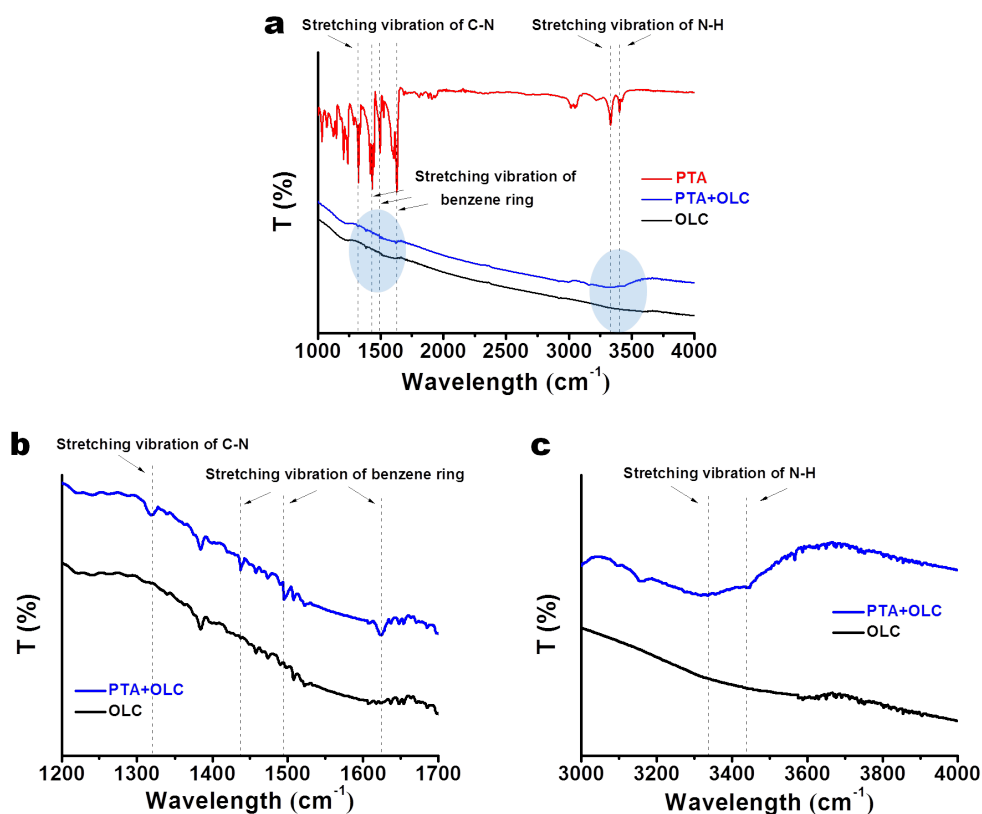 a
Stretching vibration of C-N
Stretching vibration of N-H
T (%)
Stretching vibration of
benzene ring
PTA
PTA+OLC
OLC
1000 1500 2000 2500 3000 3500 4000
Wavelength (cm-1)
b
Stretching vibration of C-N
Stretching vibration of benzene ring
T (%)
PTA+OLC
OLC
1200 1300 1400 1500 1600 1700
Wavelength (cm-1)
c
Stretching vibration of N-H
T (%)
PTA+OLC
OLC
3000 3200 3400 3600 3800 4000
Wavelength (cm-1)